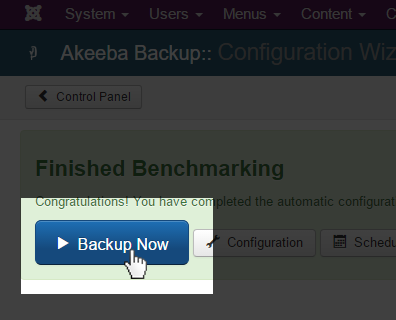 System Users Menus Content C
Akeeba Backup:: Configuration Wiz
Control Panel
Finished Benchmarking
Congratulations! You have completed the automatic configurat
Backup Now Configuration Schedu